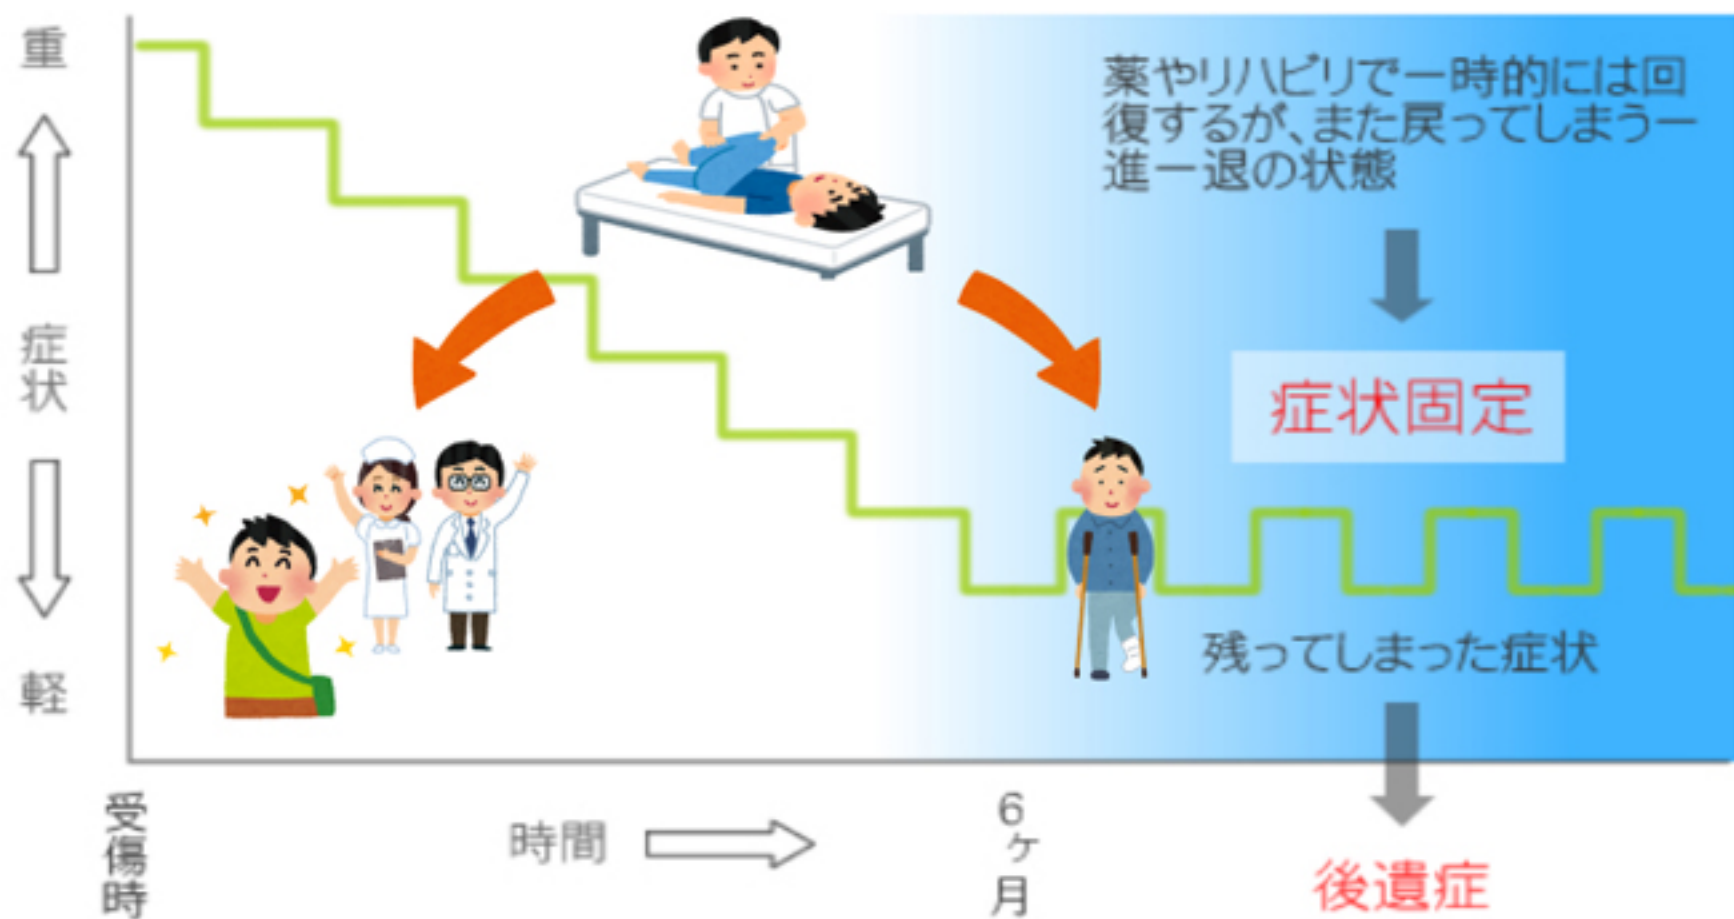 重
症状
軽
薬やリハビリで一時的には回
復するが、また戻ってしまう一
進一退の状態
症状固定
残ってしまった症状
受傷時
時間
6ヶ月
後遺症